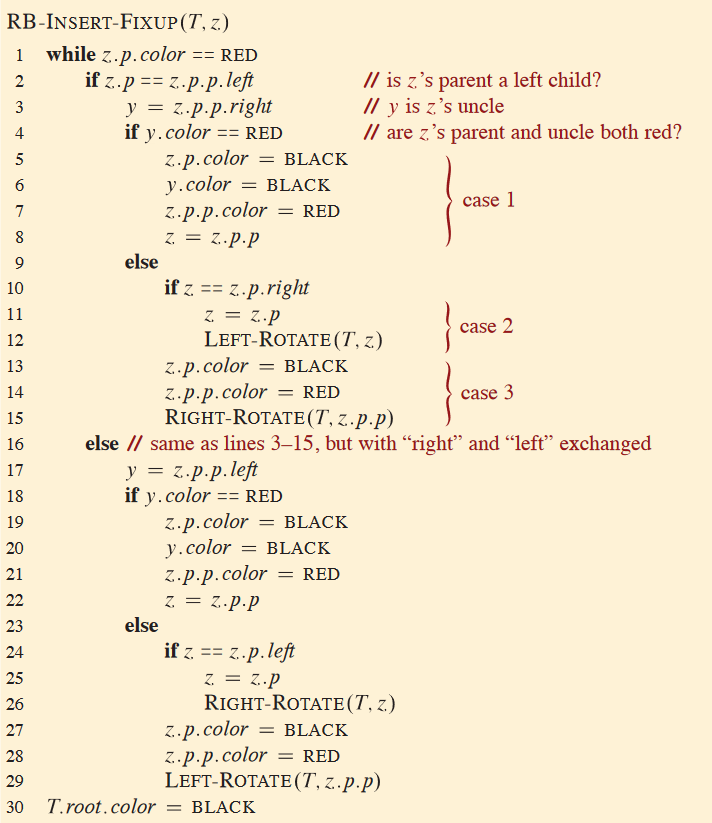 RB-INSERT-FIXUP(T, z)
1 while z.p.color == RED
2 if z.p == z.p.p.left // is z’s parent a left child?
3 y = z.p.p.right // y is z’s uncle
4 if y.color == RED // are z’s parent and uncle both red?
5 z.p.color = BLACK
6 y.color = BLACK
7 z.p.p.color = RED case 1
8 z = z.p.p
9 else
10 if z == z.p.right
11 z = z.p
12 LEFT-ROTATE(T, z) case 2
13 z.p.color = BLACK
14 z.p.p.color = RED case 3
15 RIGHT-ROTATE(T, z.p.p)
16 else // same as lines 3–15, but with “right” and “left” exchanged
17 y = z.p.p.left
18 if y.color == RED
19 z.p.color = BLACK
20 y.color = BLACK
21 z.p.p.color = RED
22 z = z.p.p
23 else
24 if z == z.p.left
25 z = z.p
26 RIGHT-ROTATE(T, z)
27 z.p.color = BLACK
28 z.p.p.color = RED
29 LEFT-ROTATE(T, z.p.p)
30 T.root.color = BLACK